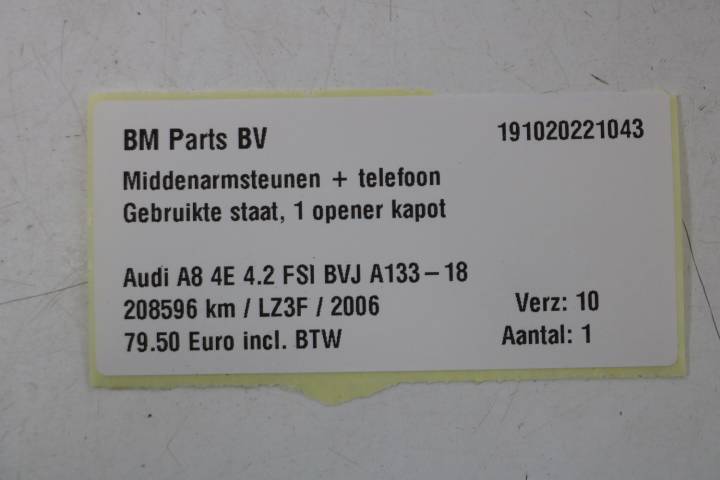 BM Parts BV 191020221043
Middenarmsteunen + telefoon
Gebruikte staat, 1 opener kapot
Audi A8 4E 4.2 FSI BVJ A133-18
208596 km / LZ3F / 2006 Verz: 10
79.50 Euro incl. BTW Aantal: 1